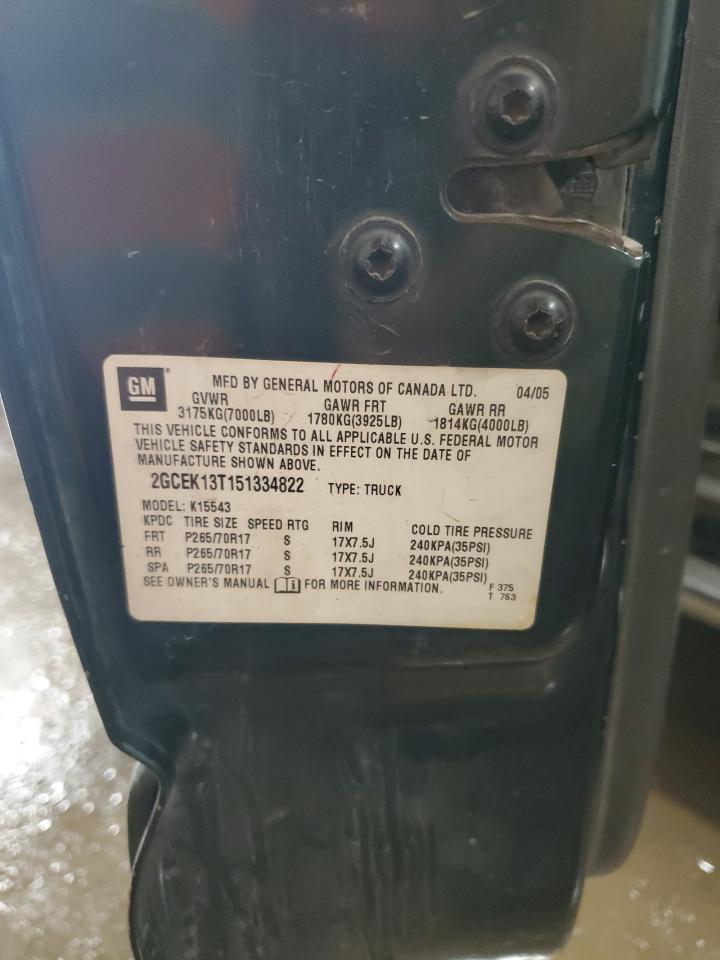 GM MFD BY GENERAL MOTORS OF CANADA LTD. 04/05
GVWR GAWR FRT GAWR RR
3175KG(7000LB) 1780KG(3925LB) 1814KG(4000LB)
THIS VEHICLE CONFORMS TO ALL APPLICABLE U.S. FEDERAL MOTOR
VEHICLE SAFETY STANDARDS IN EFFECT ON THE DATE OF
MANUFACTURE SHOWN ABOVE.
2GCEK13T151334822 TYPE: TRUCK
MODEL: K15543
KPDC TIRE SIZE SPEED RTG RIM COLD TIRE PRESSURE
FRT P265/70R17 S 17X7.5J 240KPA(35PSI)
RR P265/70R17 S 17X7.5J 240KPA(35PSI)
SPA P265/70R17 S 17X7.5J 240KPA(35PSI)
SEE OWNER'S MANUAL FOR MORE INFORMATION. F 375
T 763